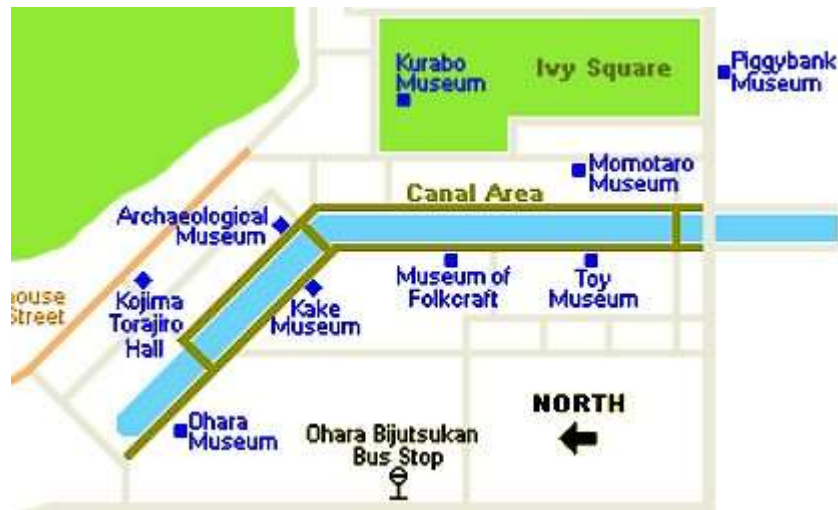 Kurabo
Museum
Ivy Square
Piggybank
Museum
Momotaro
Museum
Canal Area
Archaeological
Museum
Museum of
Folkcraft
Toy
Museum
Kojima
Torajiro
Hall
Kake
Museum
ouse
Street
Ohara
Museum
Ohara Bijutsukan
Bus Stop
NORTH